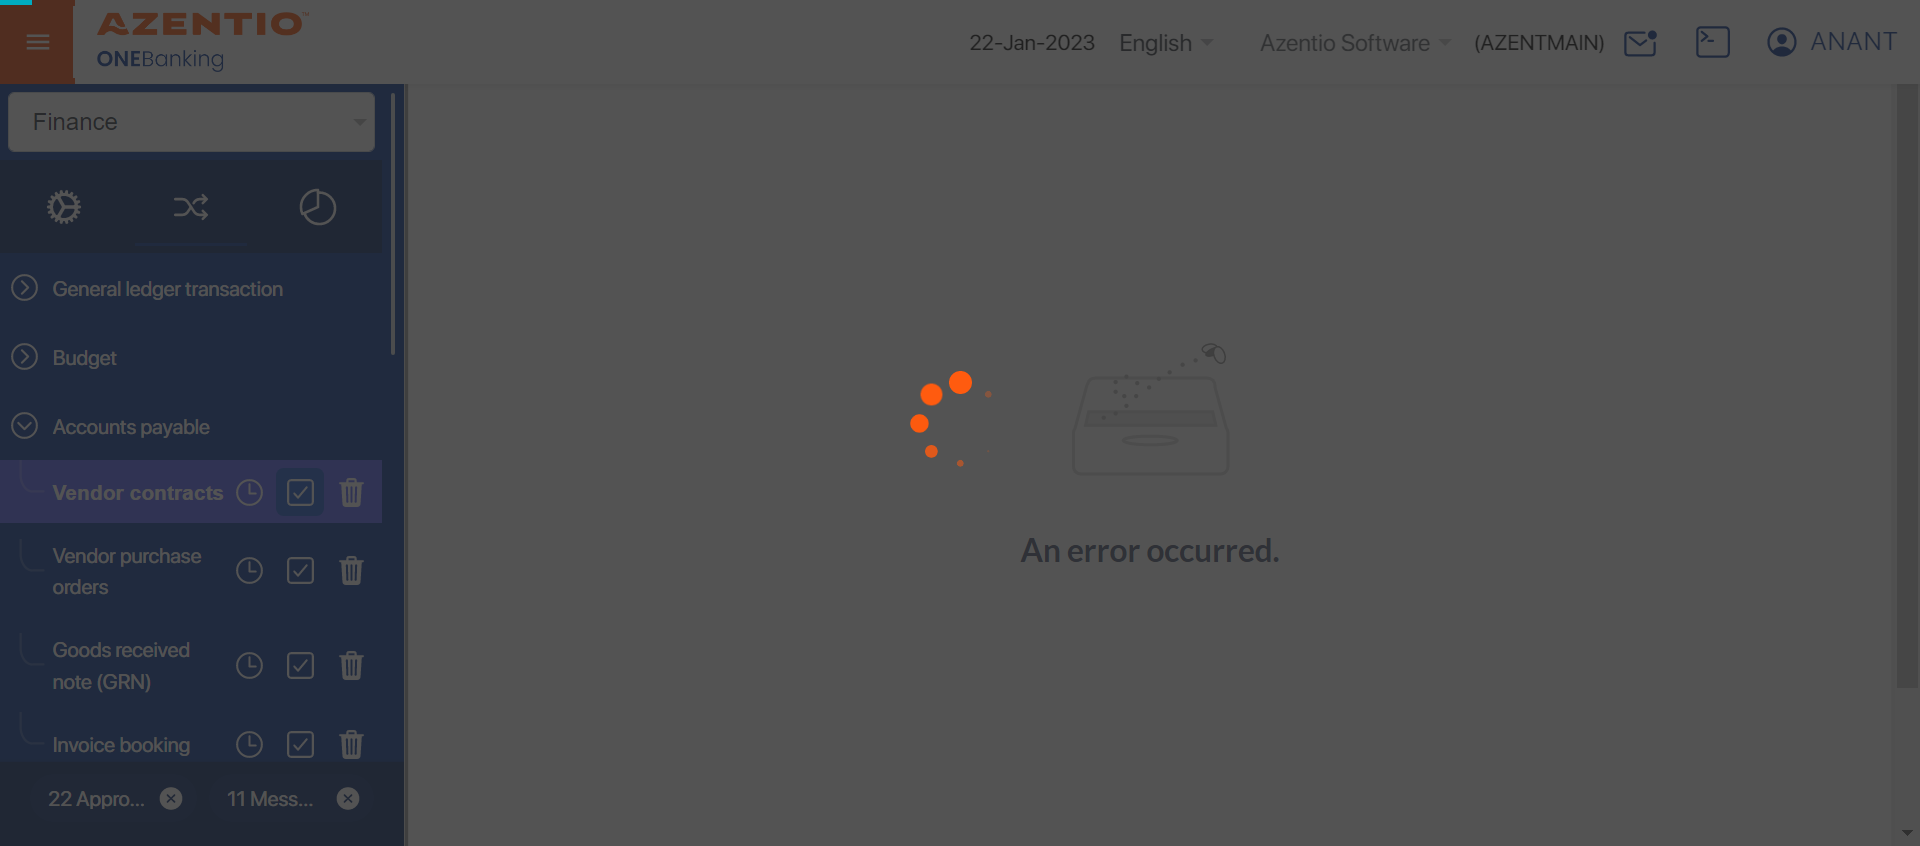 AZENTIO™
ONEBanking
22-Jan-2023
English
Azentio Software
(AZENTMAIN)
ANANT
Finance
General ledger transaction
Budget
Accounts payable
Vendor contracts
Vendor purchase
orders
Goods received
note (GRN)
Invoice booking
22 Appro...
11 Mess...
An error occurred.